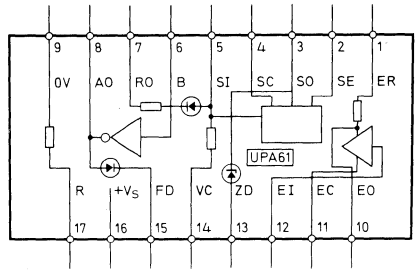 9 8 7 6 5 4 3 2 1
0V AO RO B SI SC SO SE ER
UPA61
R +VS FD VC ZD EI EC EO
17 16 15 14 13 12 11 10